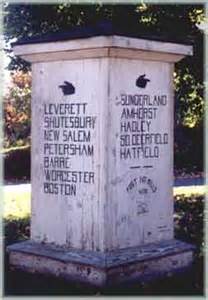 LEVERETT
SHUTESBURY
NEW SALEM
PETERSHAM
BARRE
WORCESTER
BOSTON
SUNDERLAND
AMHERST
HADLEY
SO. DEERFIELD
HATFIELD